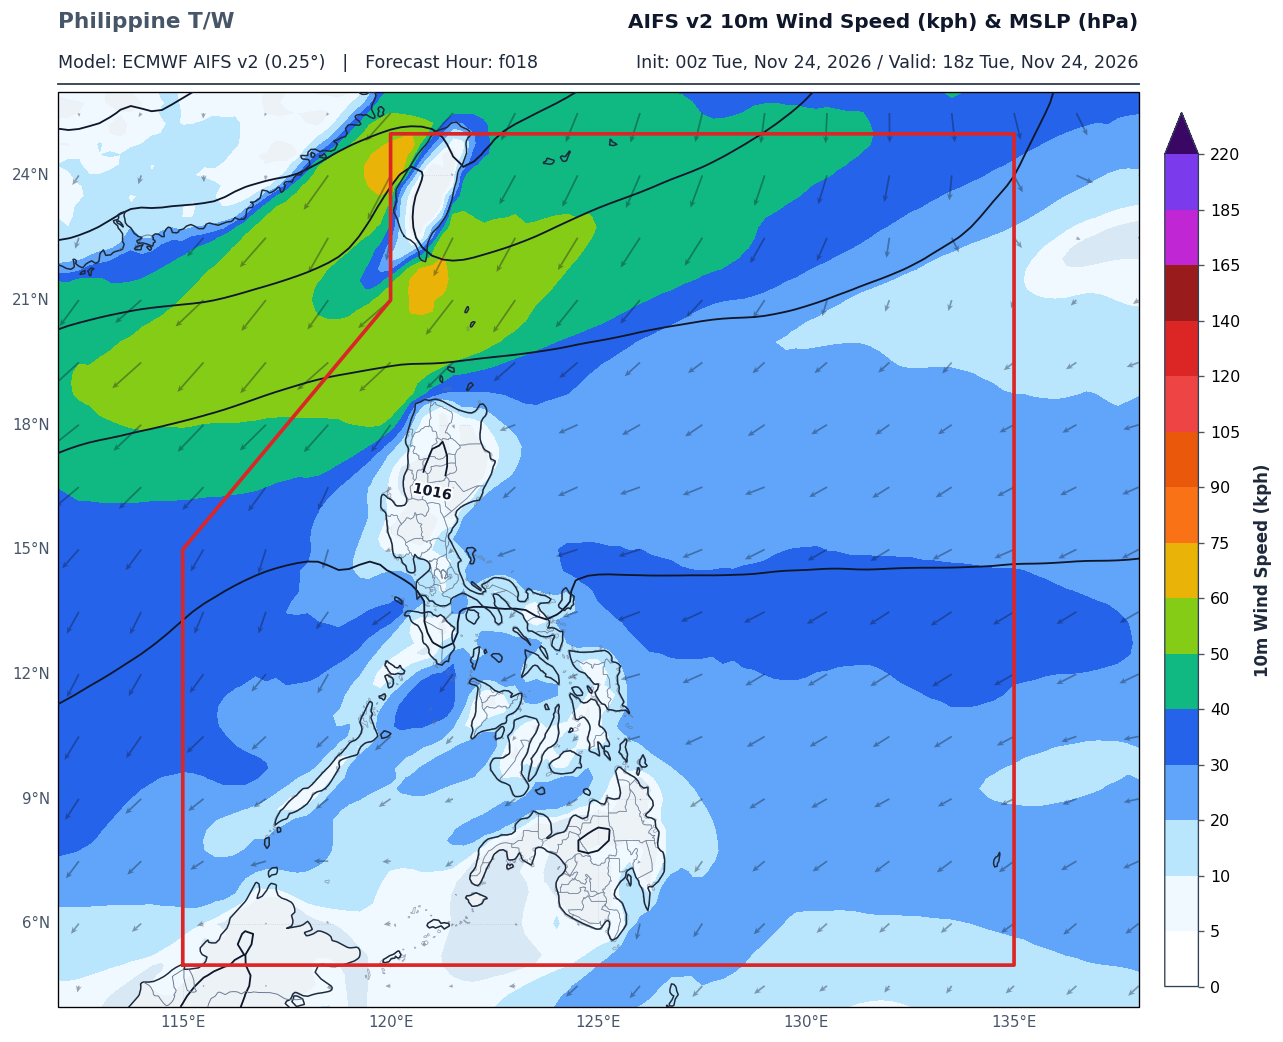 Philippine T/W
AIFS v2 10m Wind Speed (kph) & MSLP (hPa)
Model: ECMWF AIFS v2 (0.25°) | Forecast Hour: f018
Init: 00z Tue, Nov 24, 2026 / Valid: 18z Tue, Nov 24, 2026
24°N
21°N
18°N
15°N
12°N
9°N
6°N
1016
115°E
120°E
125°E
130°E
135°E
220
185
165
140
120
105
90
75
60
50
40
30
20
10
5
0
10m Wind Speed (kph)